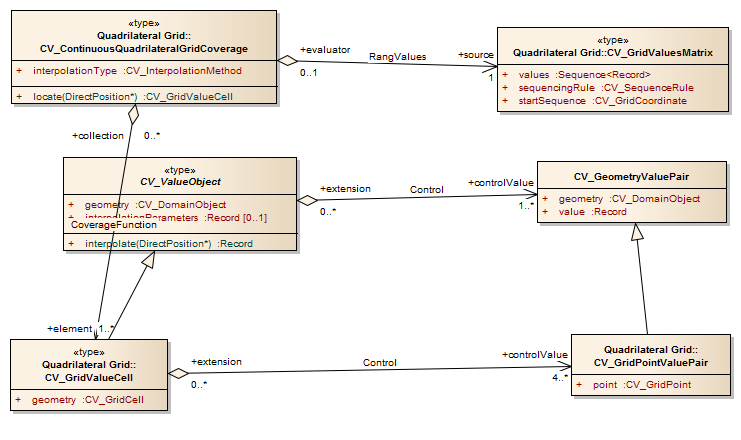 «type»
Quadrilateral Grid::
CV_ContinuousQuadrilateralGridCoverage
+ interpolationType :CV_InterpolationMethod
+ locate(DirectPosition*) :CV_GridValueCell
+evaluator
0..1
RangValues
+source
1
«type»
Quadrilateral Grid::CV_GridValuesMatrix
+ values :Sequence<Record>
+ sequencingRule :CV_SequenceRule
+ startSequence :CV_GridCoordinate
+collection
0..*
«type»
CV_ValueObject
+ geometry :CV_DomainObject
+ interpolationParameters :Record [0..1]
CoverageFunction
+ interpolate(DirectPosition*) :Record
+extension
0..*
Control
+controlValue
1..*
CV_GeometryValuePair
+ geometry :CV_DomainObject
+ value :Record
+element
1..*
«type»
Quadrilateral Grid::
CV_GridValueCell
+ geometry :CV_GridCell
+extension
0..*
Control
+controlValue
4..*
Quadrilateral Grid::
CV_GridPointValuePair
+ point :CV_GridPoint